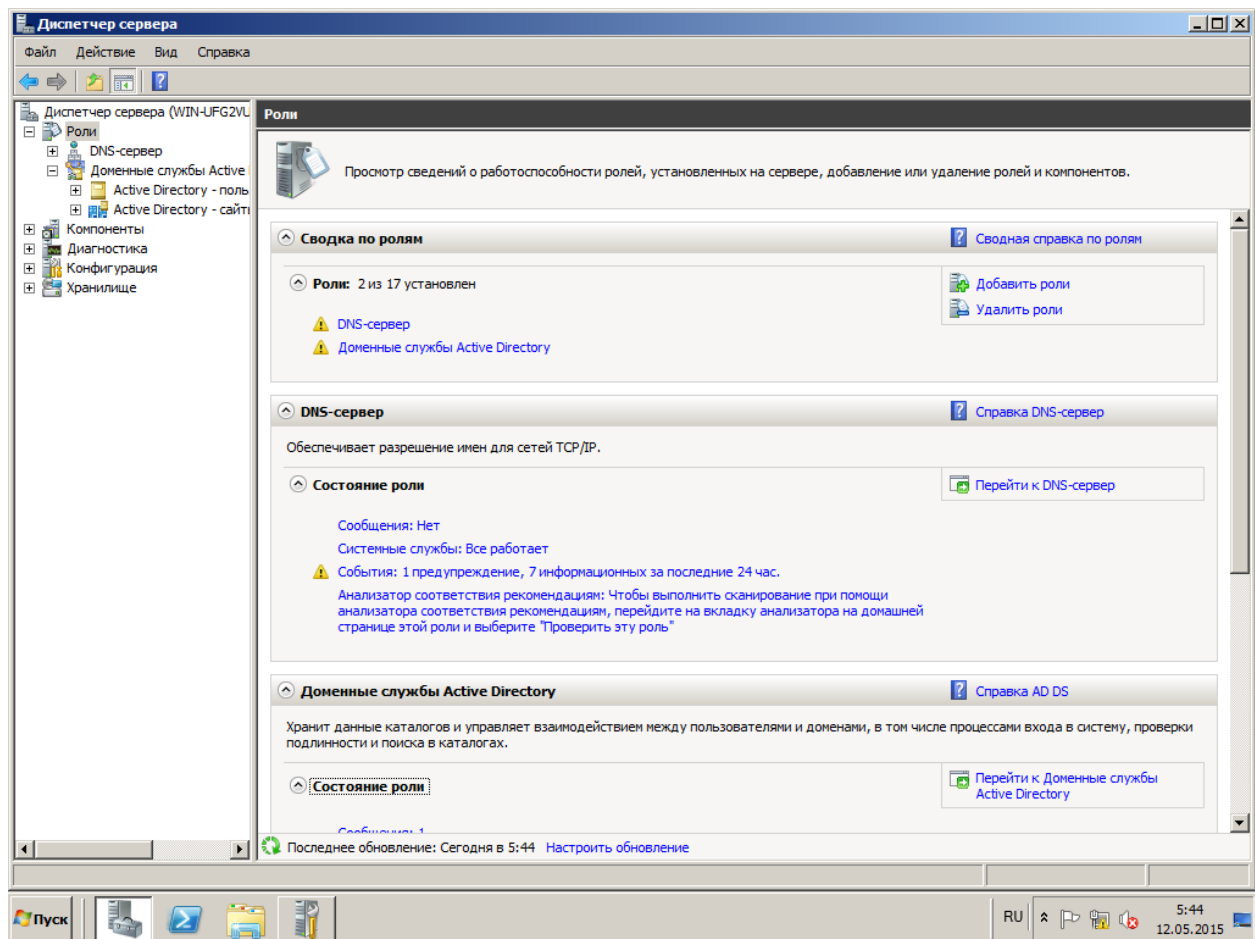 Диспетчер сервера
Файл Действие Вид Справка
Диспетчер сервера (WIN-UFG2VU
Роли
DNS-сервер
Доменные службы Active
Active Directory - поль
Active Directory - сайты
Компоненты
Диагностика
Конфигурация
Хранилище
Роли
Просмотр сведений о работоспособности ролей, установленных на сервере, добавление или удаление ролей и компонентов.
Сводка по ролям
Сводная справка по ролям
Роли: 2 из 17 установлен
Добавить роли
Удалить роли
DNS-сервер
Доменные службы Active Directory
DNS-сервер
Справка DNS-сервер
Обеспечивает разрешение имен для сетей TCP/IP.
Состояние роли
Перейти к DNS-сервер
Сообщения: Нет
Системные службы: Все работает
События: 1 предупреждение, 7 информационных за последние 24 час.
Анализатор соответствия рекомендациям: Чтобы выполнить сканирование при помощи
анализатора соответствия рекомендациям, перейдите на вкладку анализатора на домашней
странице этой роли и выберите "Проверить эту роль"
Доменные службы Active Directory
Справка AD DS
Хранит данные каталогов и управляет взаимодействием между пользователями и доменами, в том числе процессами входа в систему, проверки
подлинности и поиска в каталогах.
Состояние роли
Перейти к Доменные службы
Active Directory
Сообщения: 1
Последнее обновление: Сегодня в 5:44 Настроить обновление
Пуск
RU
5:44
12.05.2015